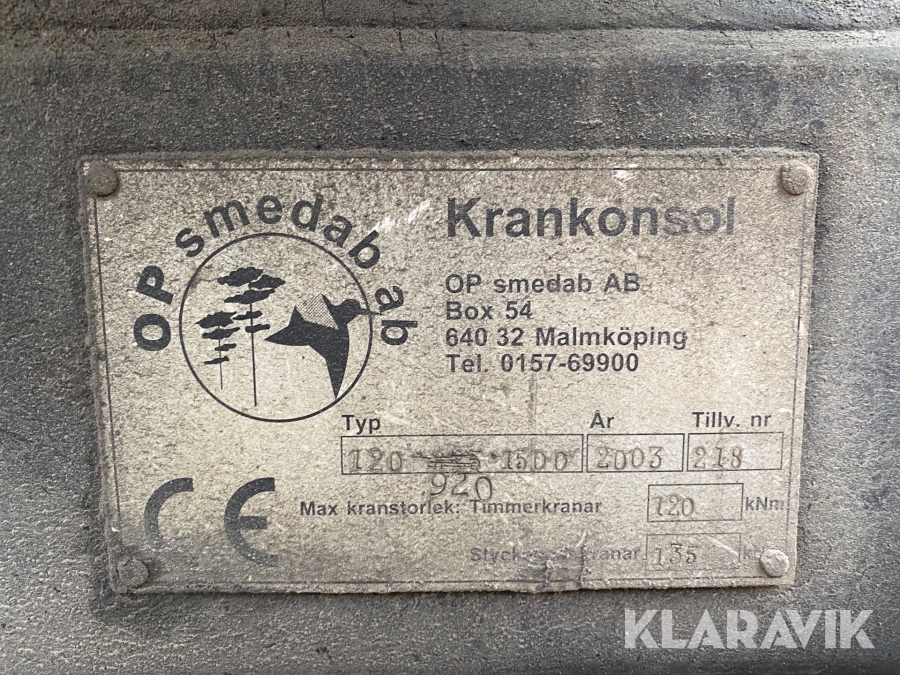 OP smedab ab
Krankonsol
OP smedab AB
Box 54
640 32 Malmköping
Tel. 0157-69900
Typ År Tillv. nr
120 1500 2003 218
920
Max kranstorlek: Timmerkranar 120 kNm
135
CE
KLARAVIK